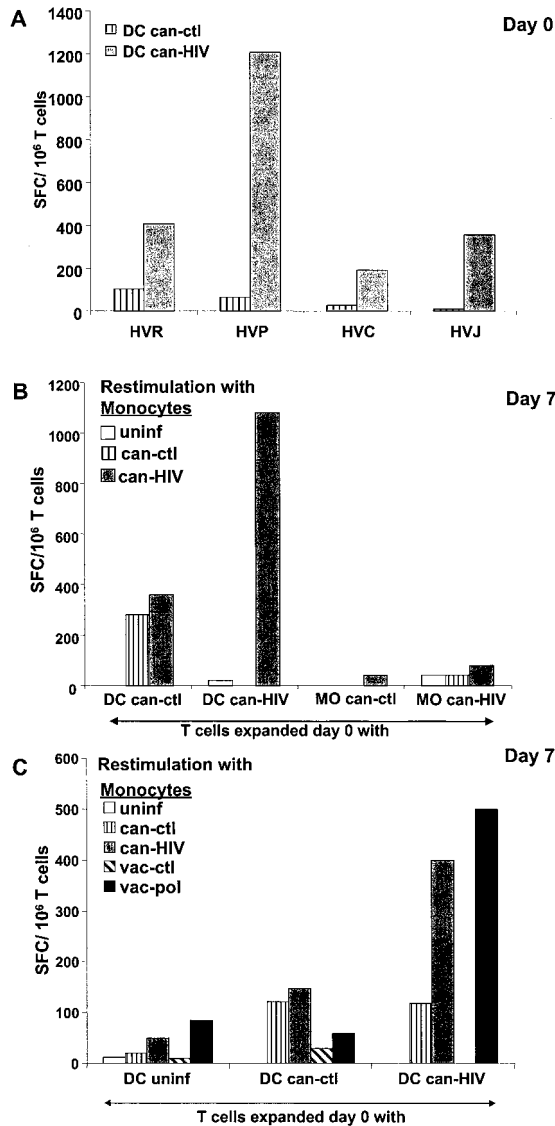 A
Day 0
DC can-ctl
DC can-HIV
SFC/ 10⁶ T cells
1400
1200
1000
800
600
400
200
0
HVR HVP HVC HVJ
B
Day 7
Restimulation with
Monocytes
uninf
can-ctl
can-HIV
SFC/10⁶ T cells
1200
1000
800
600
400
200
0
DC can-ctl DC can-HIV MO can-ctl MO can-HIV
T cells expanded day 0 with
C
Day 7
Restimulation with
Monocytes
uninf
can-ctl
can-HIV
vac-ctl
vac-pol
SFC/ 10⁶ T cells
600
500
400
300
200
100
0
DC uninf DC can-ctl DC can-HIV
T cells expanded day 0 with